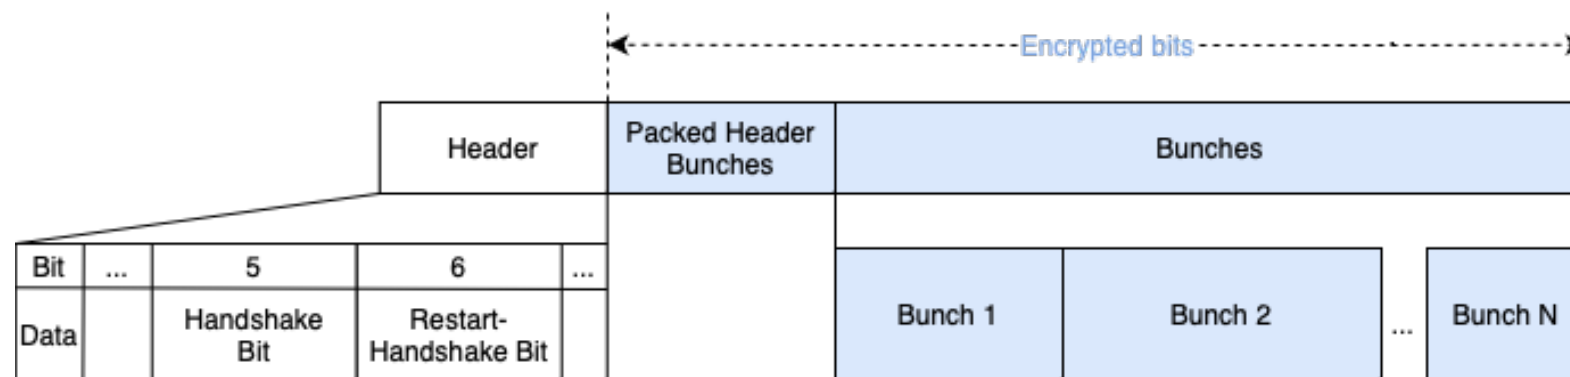 Encrypted bits
Header
Packed Header
Bunches
Bunches
Bit ... 5 6 ...
Data
Handshake
Bit
Restart-
Handshake Bit
Bunch 1
Bunch 2
...
Bunch N